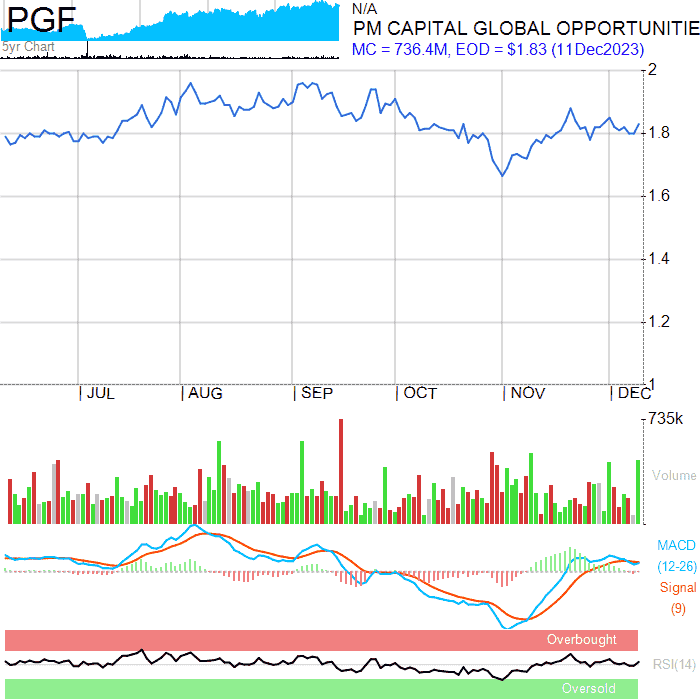 PGF
5yr Chart
N/A
PM CAPITAL GLOBAL OPPORTUNITIE
MC = 736.4M, EOD = $1.83 (11Dec2023)
2
1.8
1.6
1.4
1.2
1
JUL AUG SEP OCT NOV DEC
735k
Volume
MACD
(12-26)
Signal
(9)
Overbought
RSI(14)
Oversold